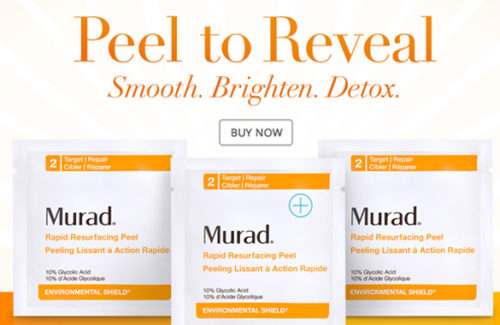 Peel to Reveal
Smooth. Brighten. Detox.
BUY NOW
2 Target | Repair
Cibler | Réparer
Murad®
Rapid Resurfacing Peel
Peeling Lissant à Action Rapide
10% Glycolic Acid
10% d'Acide Glycolique
ENVIRONMENTAL SHIELD®
2 Target | Repair
Cibler | Réparer
Murad®
Rapid Resurfacing Peel
Peeling Lissant à Action Rapide
10% Glycolic Acid
10% d'Acide Glycolique
ENVIRONMENTAL SHIELD®
2 Target | Repair
Cibler | Réparer
Murad®
Rapid Resurfacing Peel
Peeling Lissant à Action Rapide
10% Glycolic Acid
10% d'Acide Glycolique
ENVIRONMENTAL SHIELD®